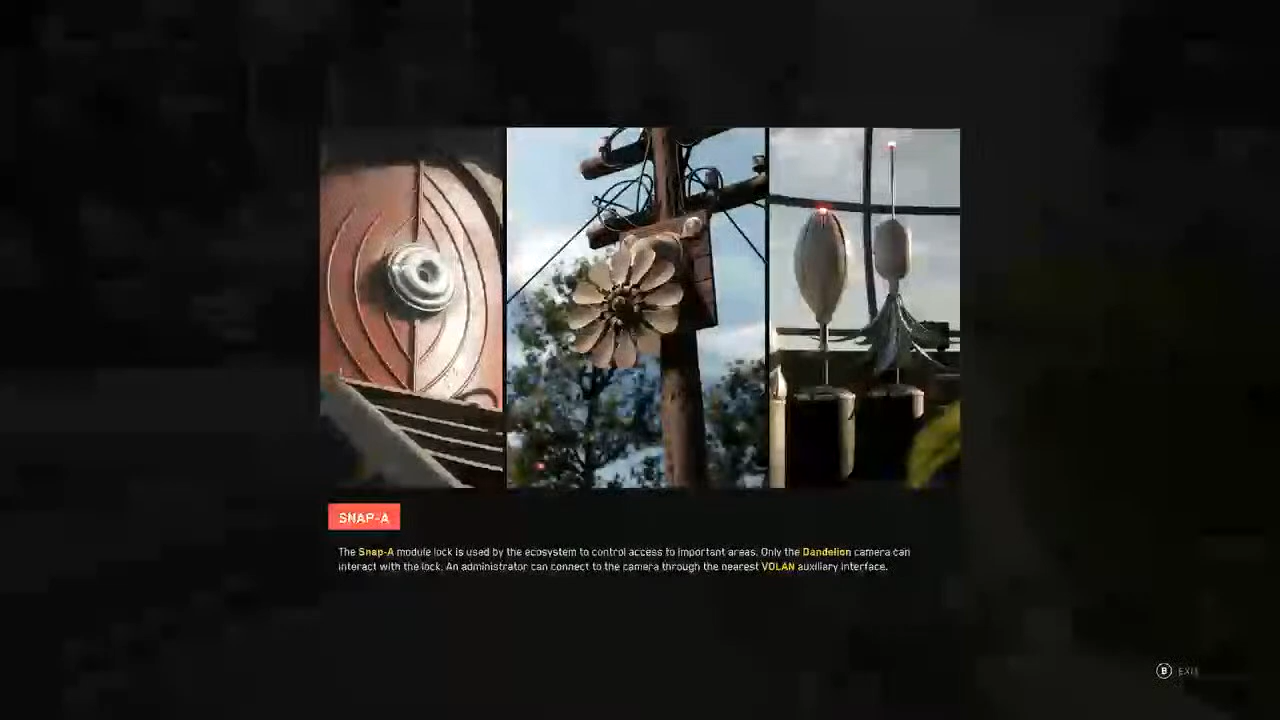 SNAP-A
The Snap-A module lock is used by the ecosystem to control access to important areas. Only the Dandelion camera can
interact with the lock. An administrator can connect to the camera through the nearest VOLAN auxiliary interface.
B EXIT